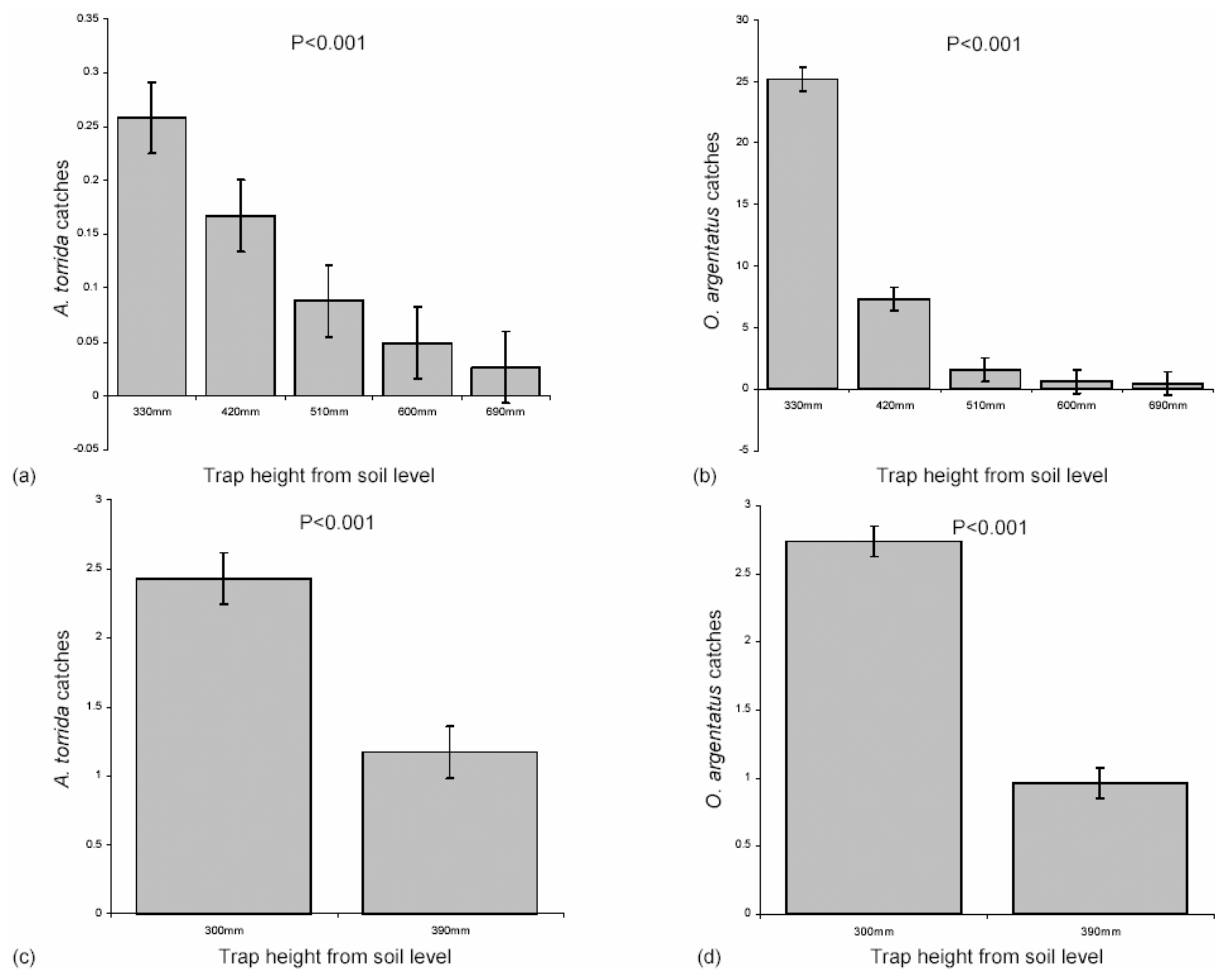 0.35
0.3
0.25
0.2
0.15
0.1
0.05
0
-0.05
A. torrida catches
P<0.001
330mm 420mm 510mm 600mm 690mm
(a) Trap height from soil level
30
25
20
15
10
5
0
-5
O. argentatus catches
P<0.001
330mm 420mm 510mm 600mm 690mm
(b) Trap height from soil level
3
2.5
2
1.5
1
0.5
0
A. torrida catches
P<0.001
300mm 390mm
(c) Trap height from soil level
3
2.5
2
1.5
1
0.5
0
O. argentatus catches
P<0.001
300mm 390mm
(d) Trap height from soil level